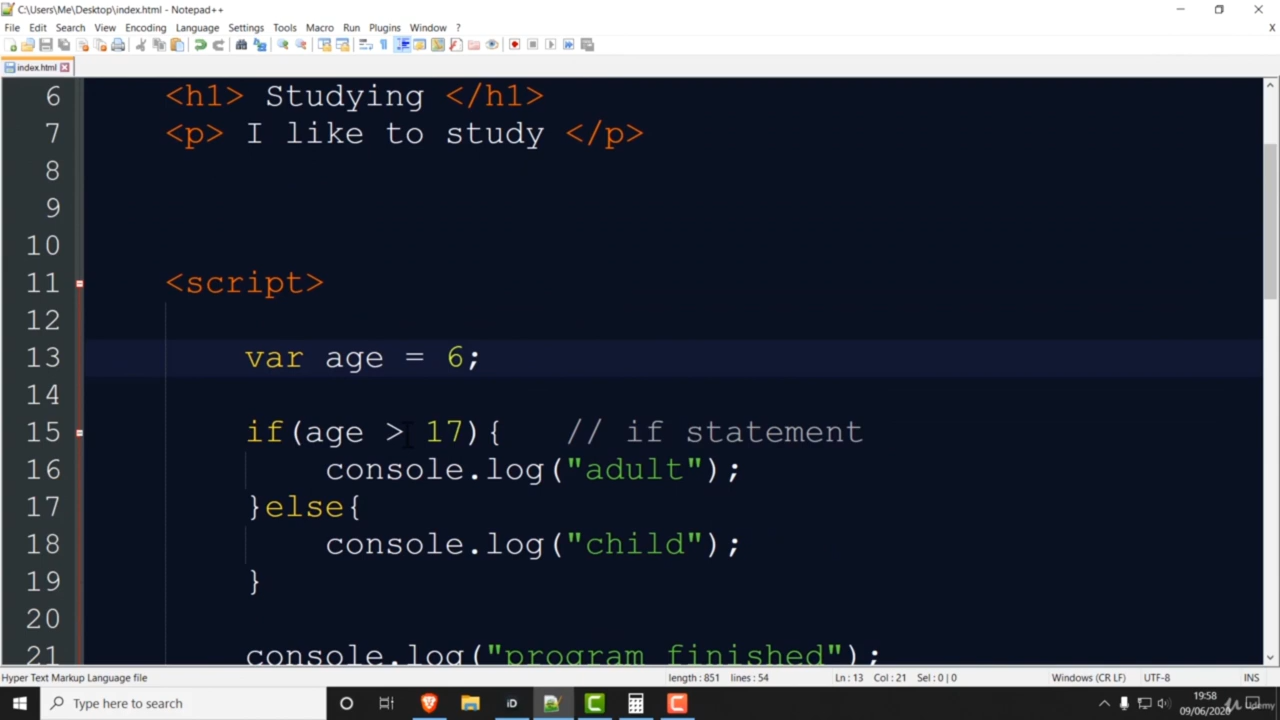 C:\Users\Me\Desktop\index.html - Notepad++
File Edit Search View Encoding Language Settings Tools Macro Run Plugins Window ?
X
index.html
6 <h1> Studying </h1>
7 <p> I like to study </p>
8
9
10
11 <script>
12
13 var age = 6;
14
15 if(age > 17){ // if statement
16 console.log("adult");
17 }else{
18 console.log("child");
19 }
20
21 console.log("program finished");
Hyper Text Markup Language file length : 851 lines : 54 Ln : 13 Col : 21 Sel : 0 | 0 Windows (CR LF) UTF-8 INS
Type here to search
iD
19:58
09/06/2020
Udemy